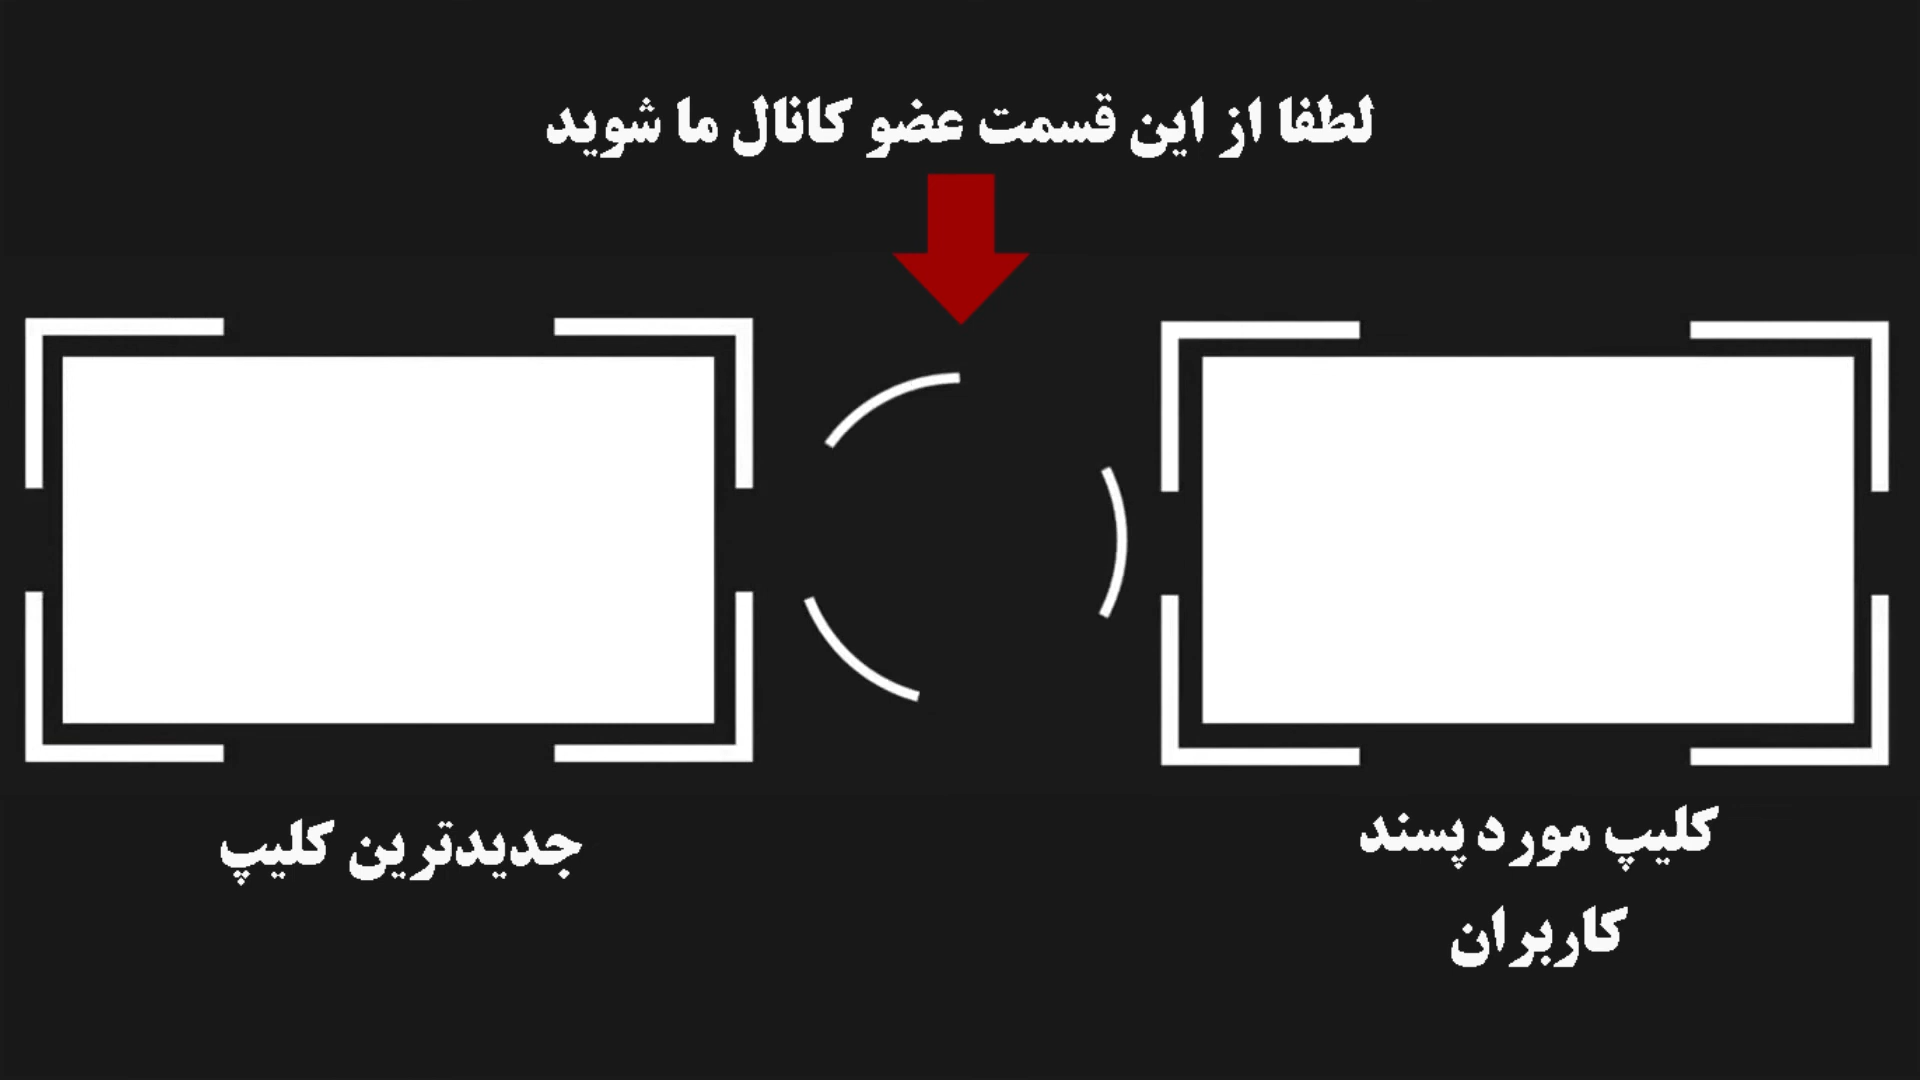 لطفا از این قسمت عضو کانال ما شوید
کلیپ مورد پسند
کاربران
جدیدترین کلیپ